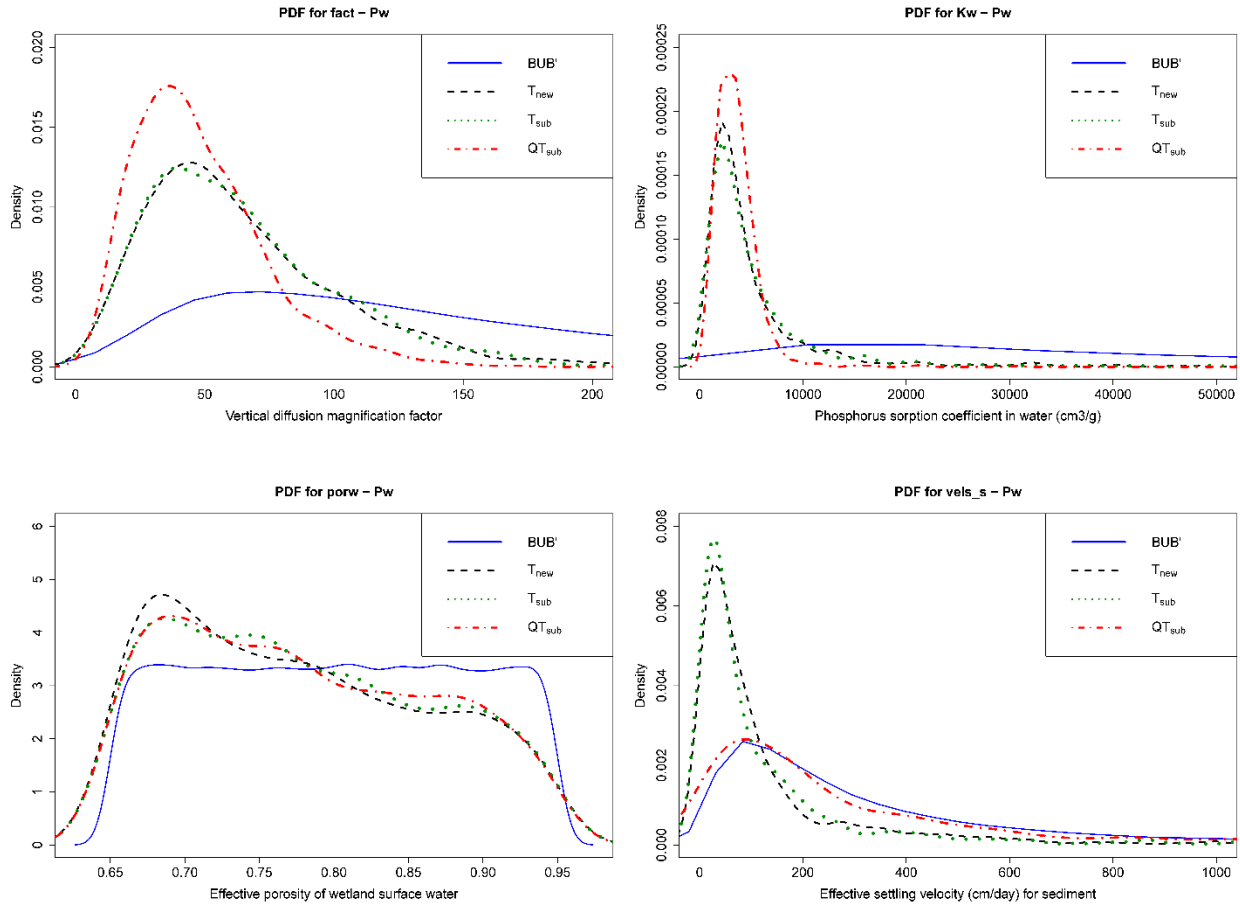 PDF for fact − Pw
Density
0.000 0.005 0.010 0.015 0.020
BUB'
Tnew
Tsub
QTsub
0 50 100 150 200
Vertical diffusion magnification factor
PDF for Kw − Pw
Density
0.00000 0.00005 0.00010 0.00015 0.00020 0.00025
BUB'
Tnew
Tsub
QTsub
0 10000 20000 30000 40000 50000
Phosphorus sorption coefficient in water (cm3/g)
PDF for porw − Pw
Density
0 1 2 3 4 5 6
BUB'
Tnew
Tsub
QTsub
0.65 0.70 0.75 0.80 0.85 0.90 0.95
Effective porosity of wetland surface water
PDF for vels_s − Pw
Density
0.000 0.002 0.004 0.006 0.008
BUB'
Tnew
Tsub
QTsub
0 200 400 600 800 1000
Effective settling velocity (cm/day) for sediment